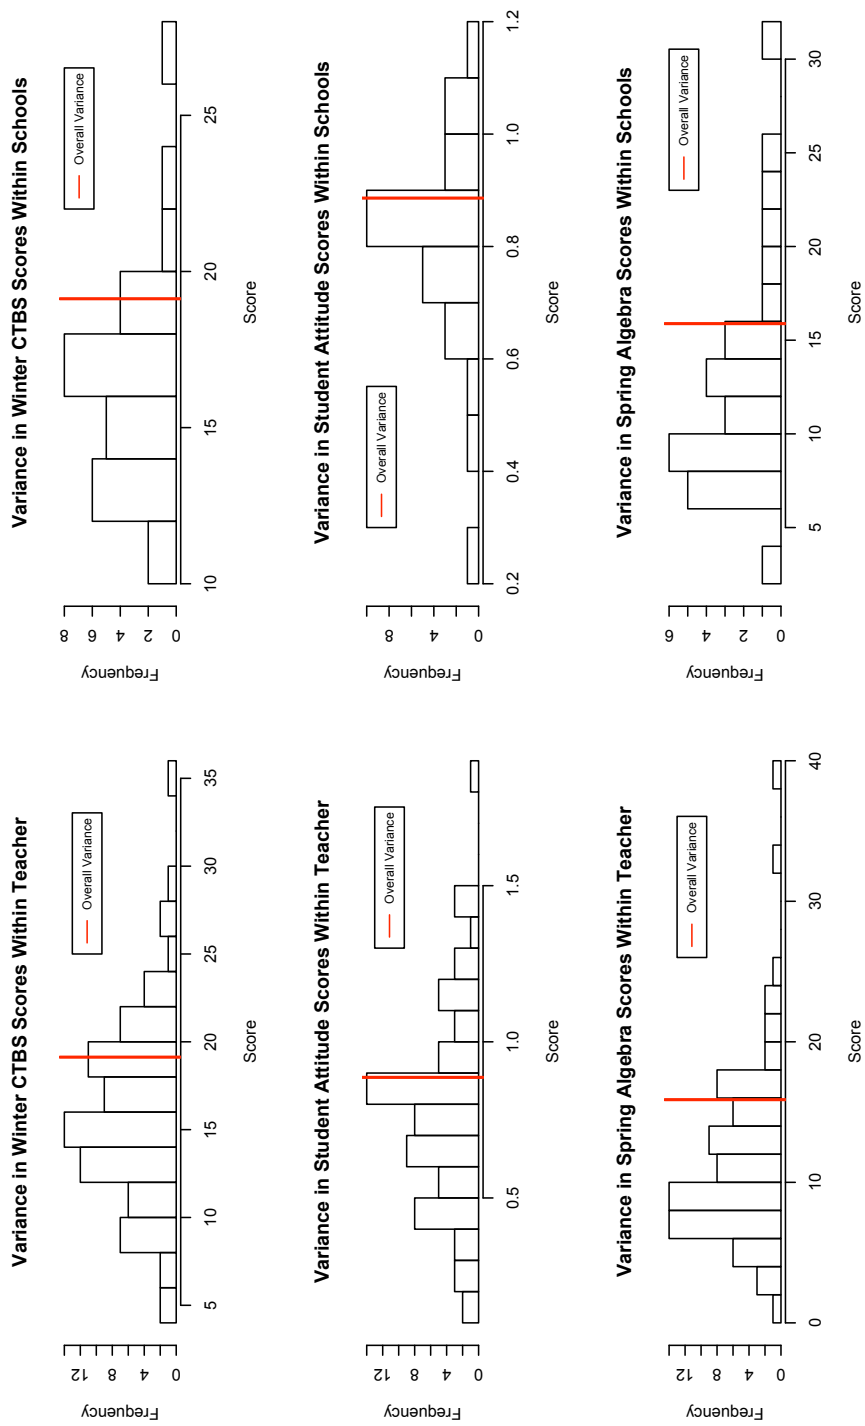 Variance in Winter CTBS Scores Within Teacher
Frequency
0 4 8 12
Overall Variance
5 10 15 20 25 30 35
Score
Variance in Winter CTBS Scores Within Schools
Frequency
0 2 4 6 8
Overall Variance
10 15 20 25
Score
Variance in Student Attitude Scores Within Teacher
Frequency
0 4 8 12
Overall Variance
0.5 1.0 1.5
Score
Variance in Student Attitude Scores Within Schools
Frequency
0 4 8
Overall Variance
0.2 0.4 0.6 0.8 1.0 1.2
Score
Variance in Spring Algebra Scores Within Teacher
Frequency
0 4 8 12
Overall Variance
0 10 20 30 40
Score
Variance in Spring Algebra Scores Within Schools
Frequency
0 2 4 6
Overall Variance
5 10 15 20 25 30
Score